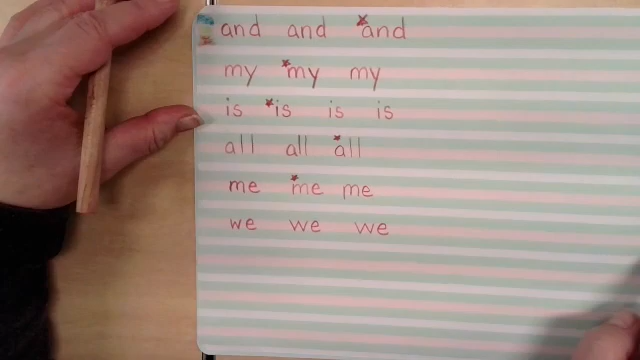 and and and
my my my
is is is is
all all all
me me me
we we we